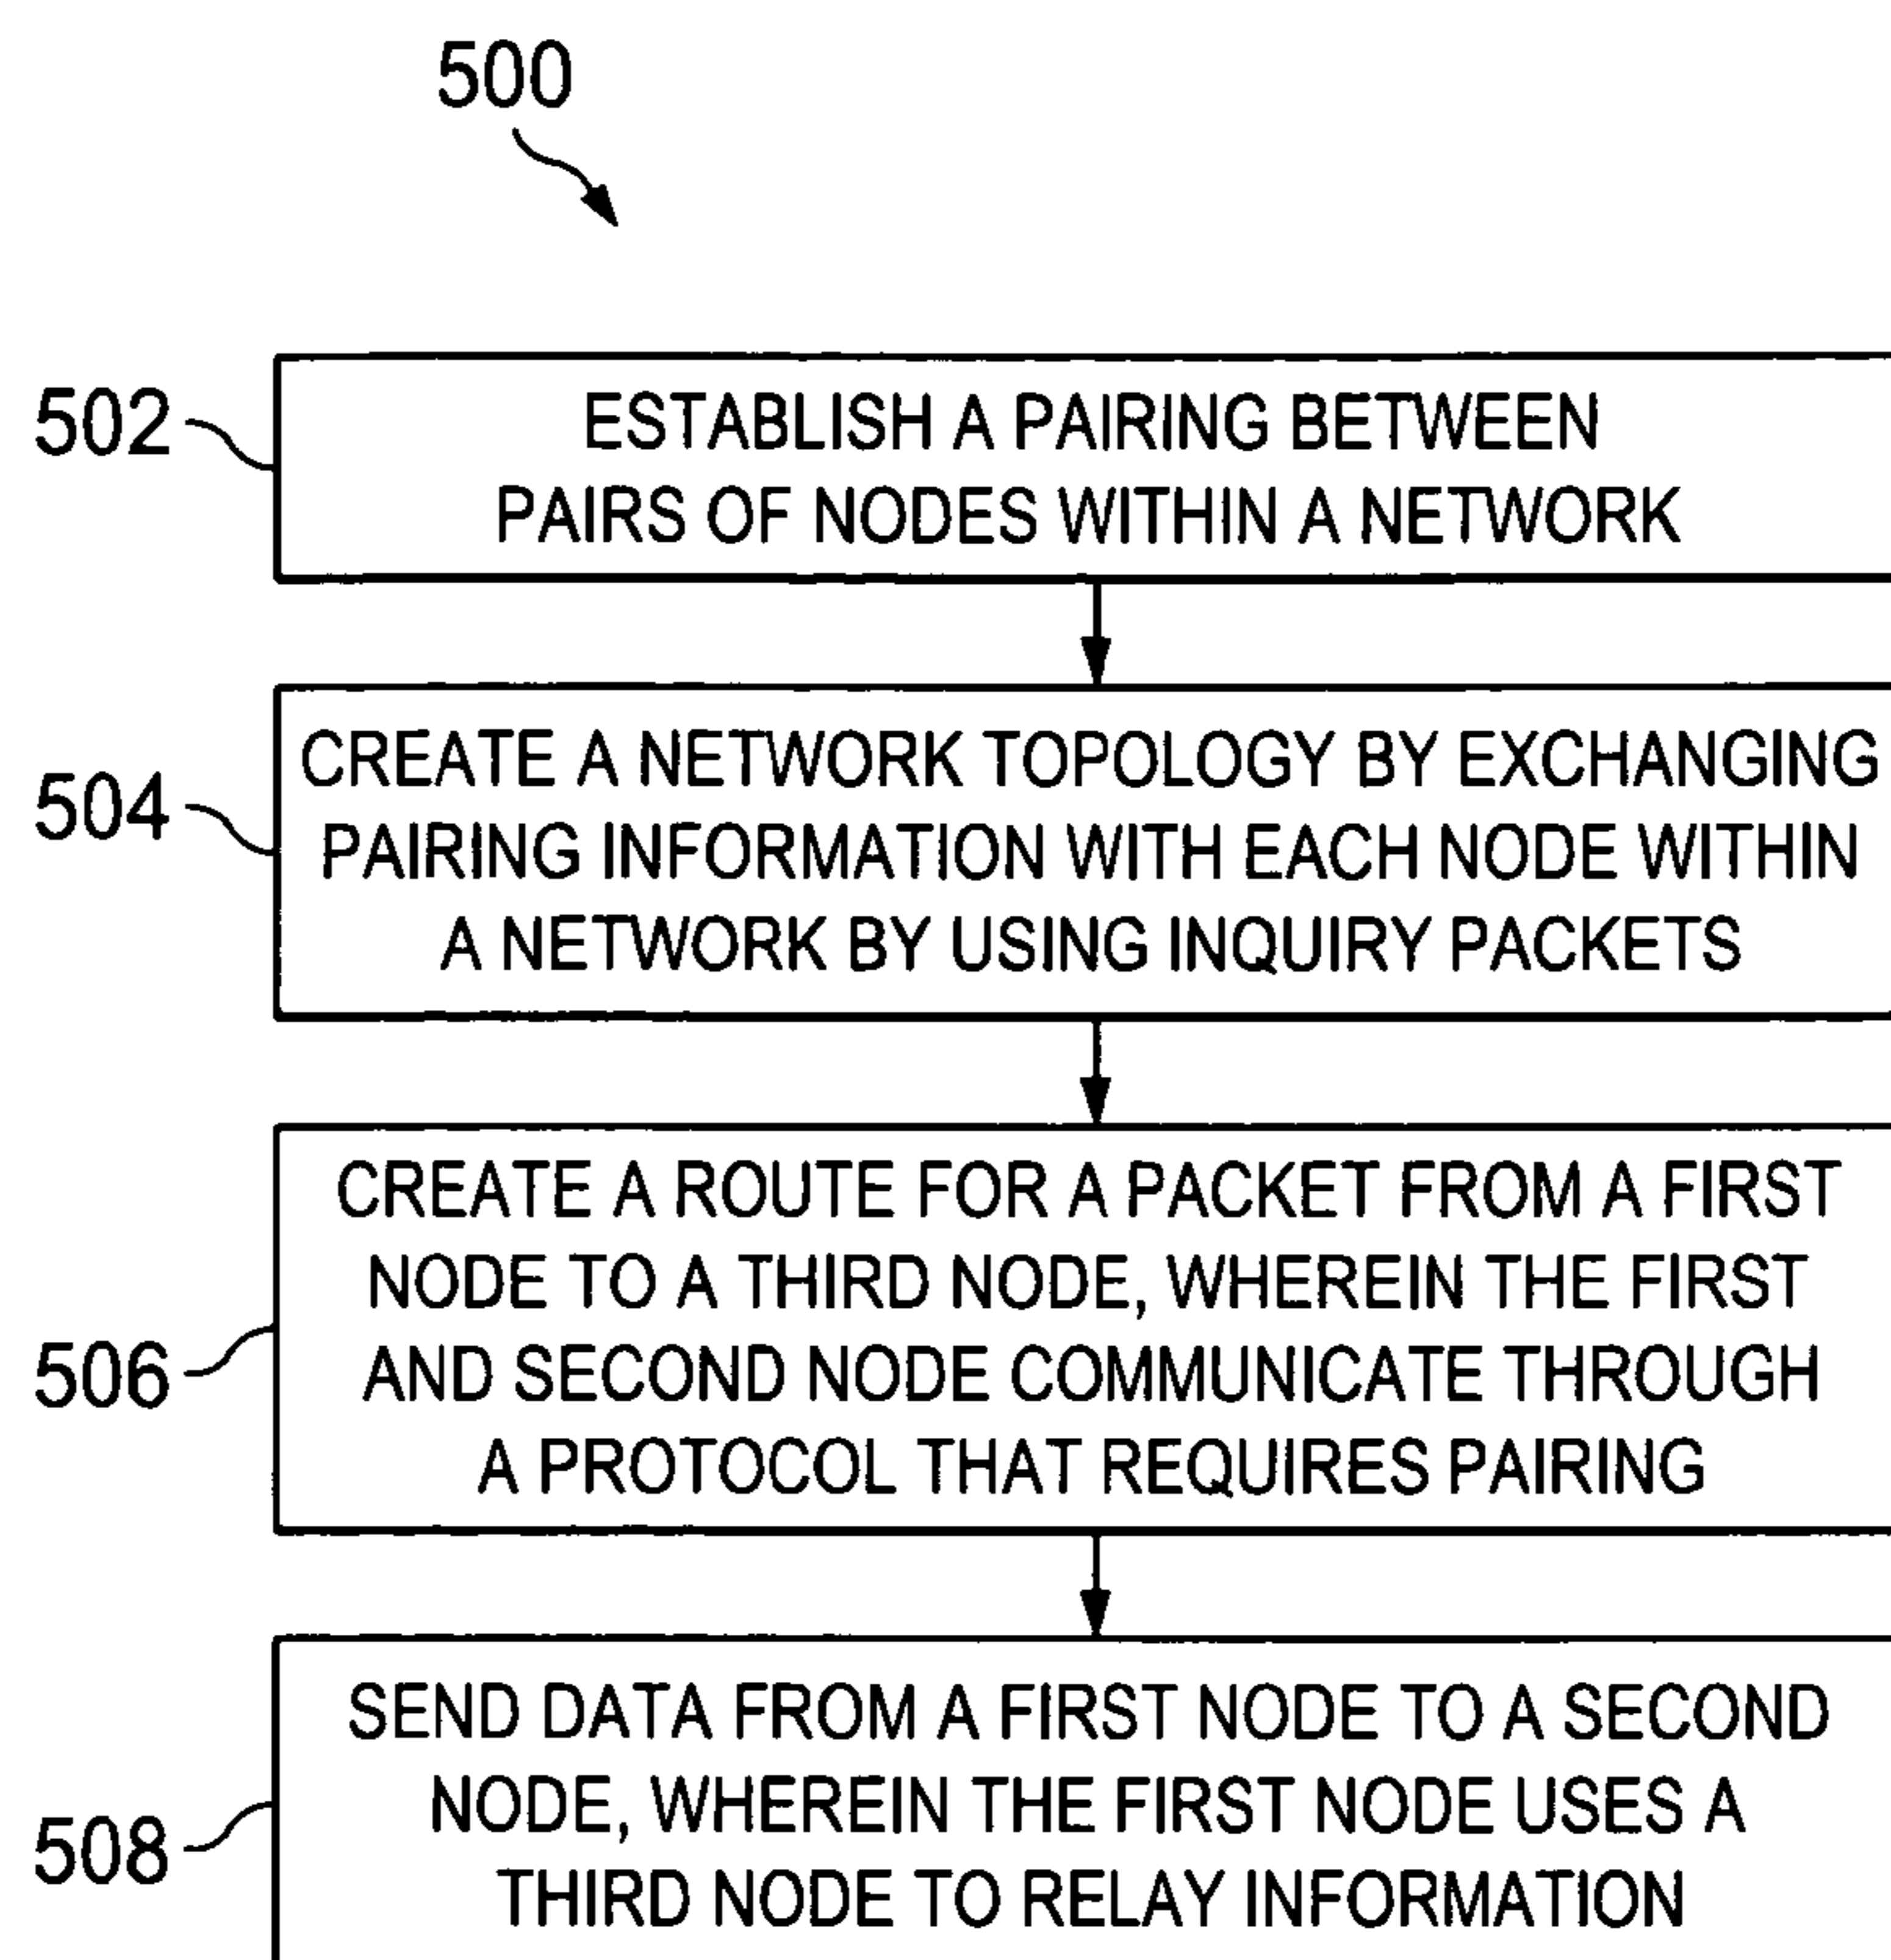 500
502
ESTABLISH A PAIRING BETWEEN
PAIRS OF NODES WITHIN A NETWORK
504
CREATE A NETWORK TOPOLOGY BY EXCHANGING
PAIRING INFORMATION WITH EACH NODE WITHIN
A NETWORK BY USING INQUIRY PACKETS
506
CREATE A ROUTE FOR A PACKET FROM A FIRST
NODE TO A THIRD NODE, WHEREIN THE FIRST
AND SECOND NODE COMMUNICATE THROUGH
A PROTOCOL THAT REQUIRES PAIRING
508
SEND DATA FROM A FIRST NODE TO A SECOND
NODE, WHEREIN THE FIRST NODE USES A
THIRD NODE TO RELAY INFORMATION